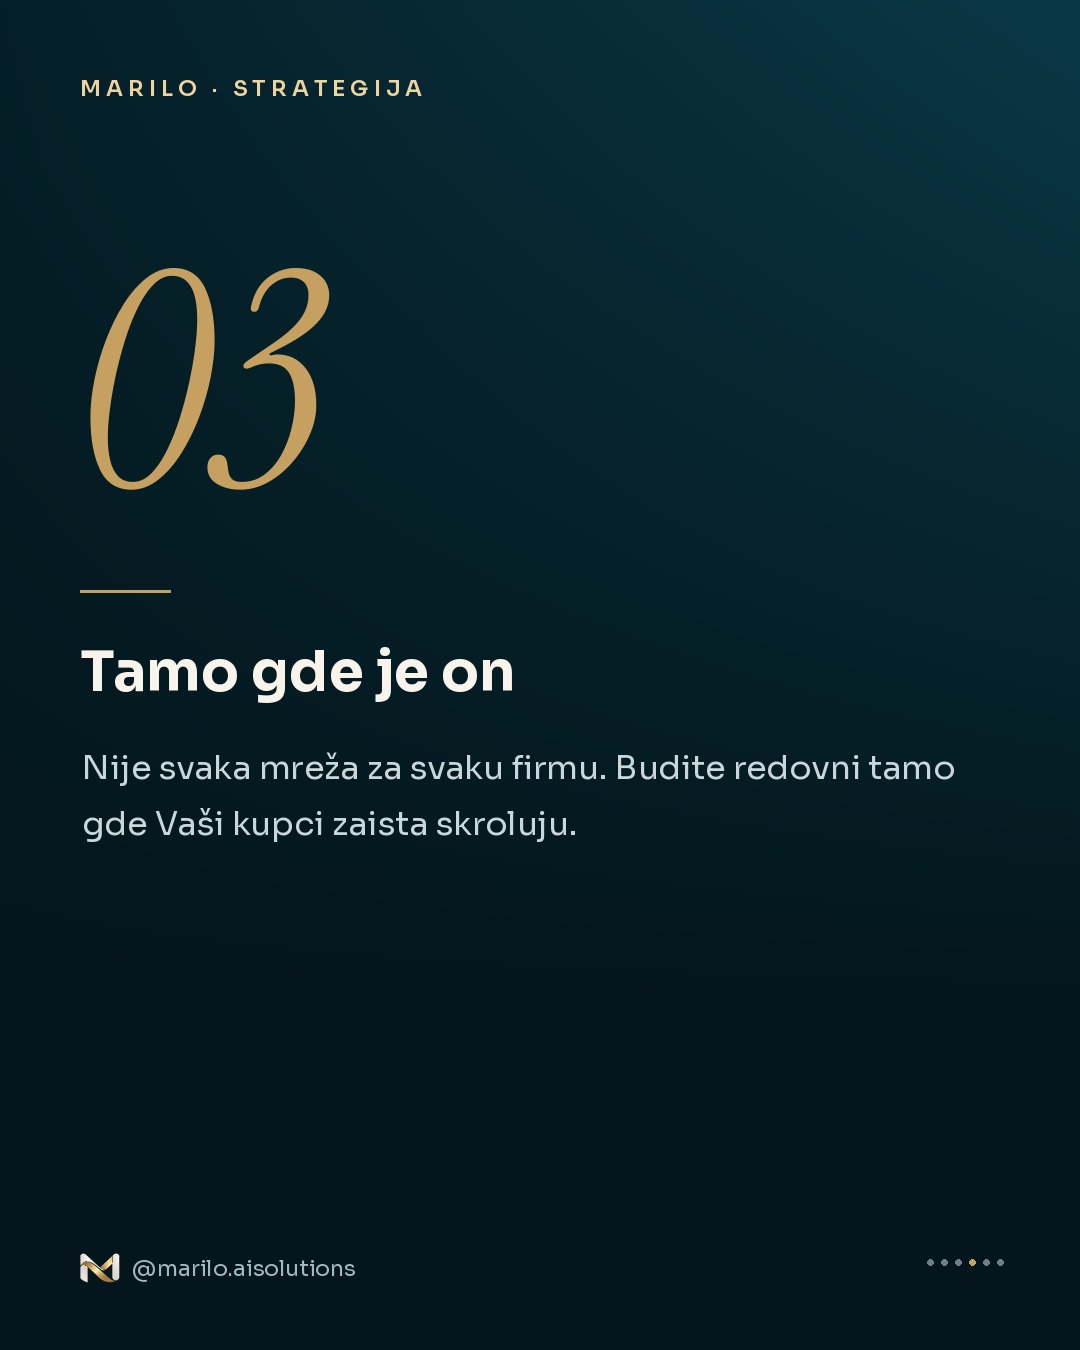 MARILO · STRATEGIJA
03
Tamo gde je on
Nije svaka mreža za svaku firmu. Budite redovni tamo
gde Vaši kupci zaista skroluju.
@marilo.aisolutions